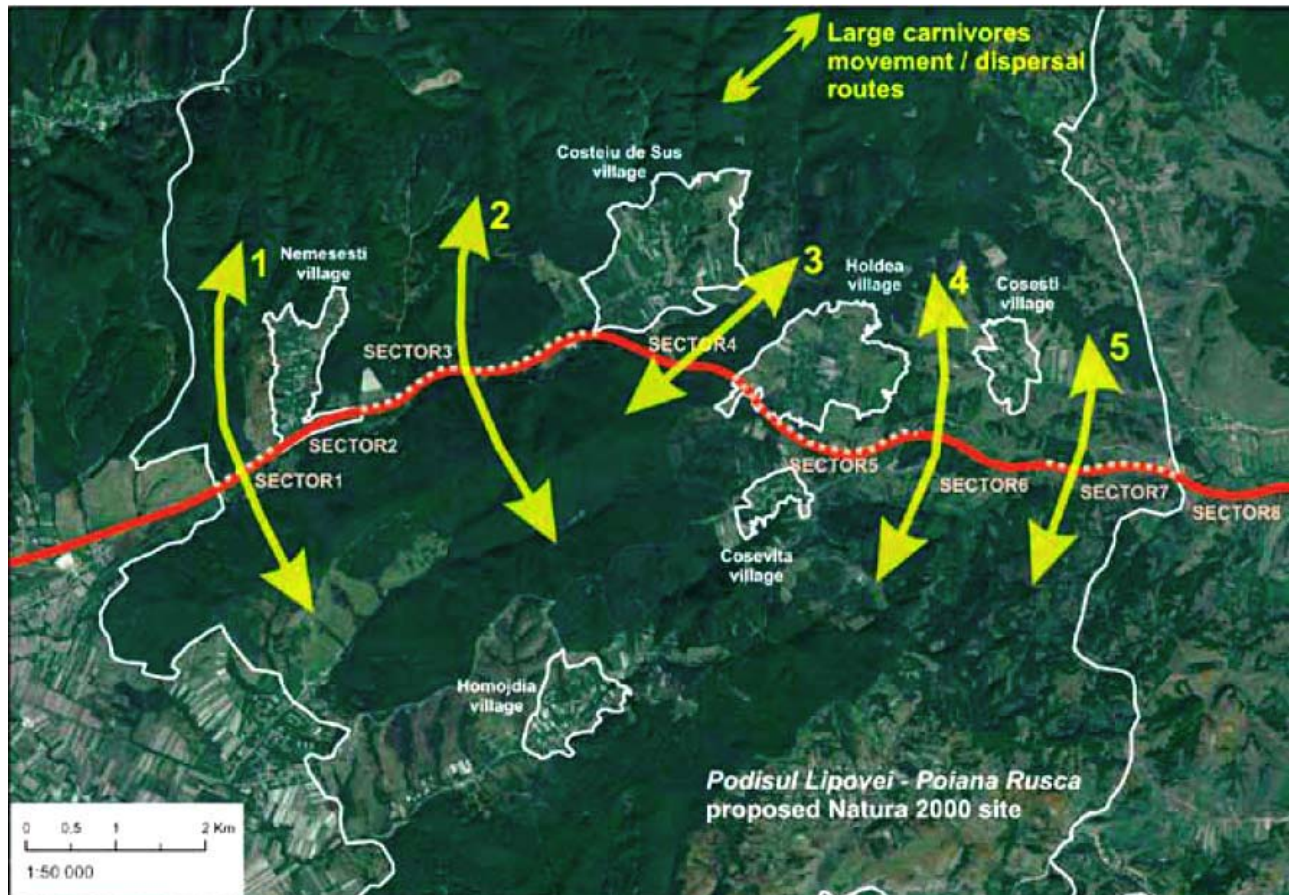 Large carnivores
movement / dispersal
routes
Costeiu de Sus
village
2
1
Nemesesti
village
3
Holdea
village
4
Cosesti
village
5
SECTOR3
SECTOR4
SECTOR2
SECTOR1
SECTOR5
SECTOR6
SECTOR7
SECTOR8
Cosevita
village
Homojdia
village
Podisul Lipovei - Poiana Rusca
proposed Natura 2000 site
0 0,5 1 2 Km
1:50 000